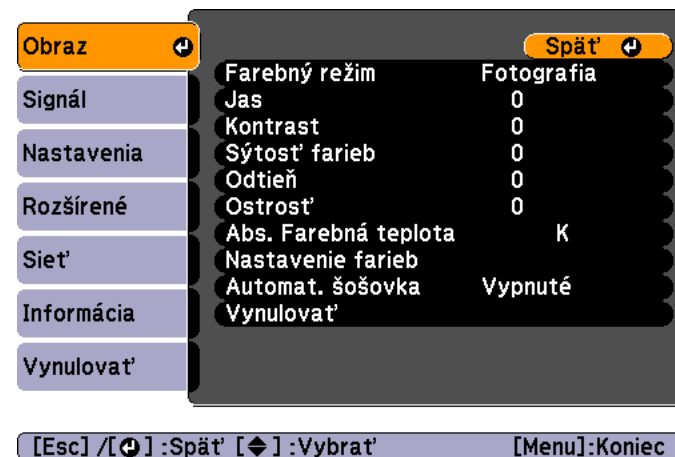 Obraz
Signál
Nastavenia
Rozšírené
Sieť
Informácia
Vynulovať
Späť
Farebný režim Fotografia
Jas 0
Kontrast 0
Sýtosť farieb 0
Odtieň 0
Ostrosť 0
Abs. Farebná teplota K
Nastavenie farieb
Automat. šošovka Vypnuté
Vynulovať
[Esc] /[ ] :Späť [ ] :Vybrať [Menu]:Koniec